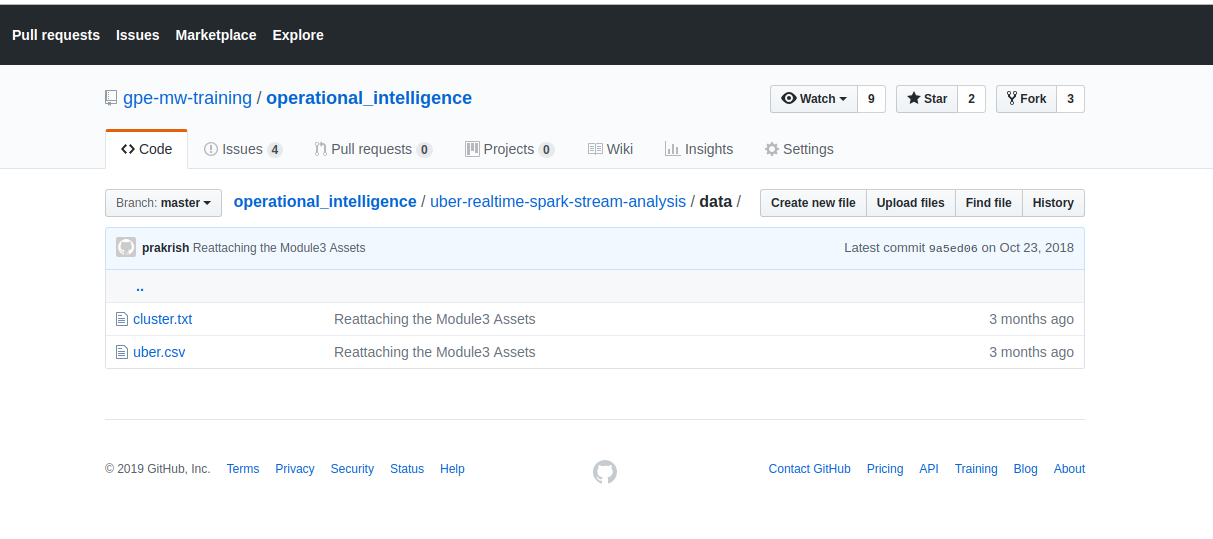 Pull requests Issues Marketplace Explore
gpe-mw-training / operational_intelligence Watch 9 Star 2 Fork 3
Code Issues 4 Pull requests 0 Projects 0 Wiki Insights Settings
Branch: master operational_intelligence / uber-realtime-spark-stream-analysis / data / Create new file Upload files Find file History
prakrish Reattaching the Module3 Assets Latest commit 9a5ed06 on Oct 23, 2018
..
cluster.txt Reattaching the Module3 Assets 3 months ago
uber.csv Reattaching the Module3 Assets 3 months ago
© 2019 GitHub, Inc. Terms Privacy Security Status Help Contact GitHub Pricing API Training Blog About